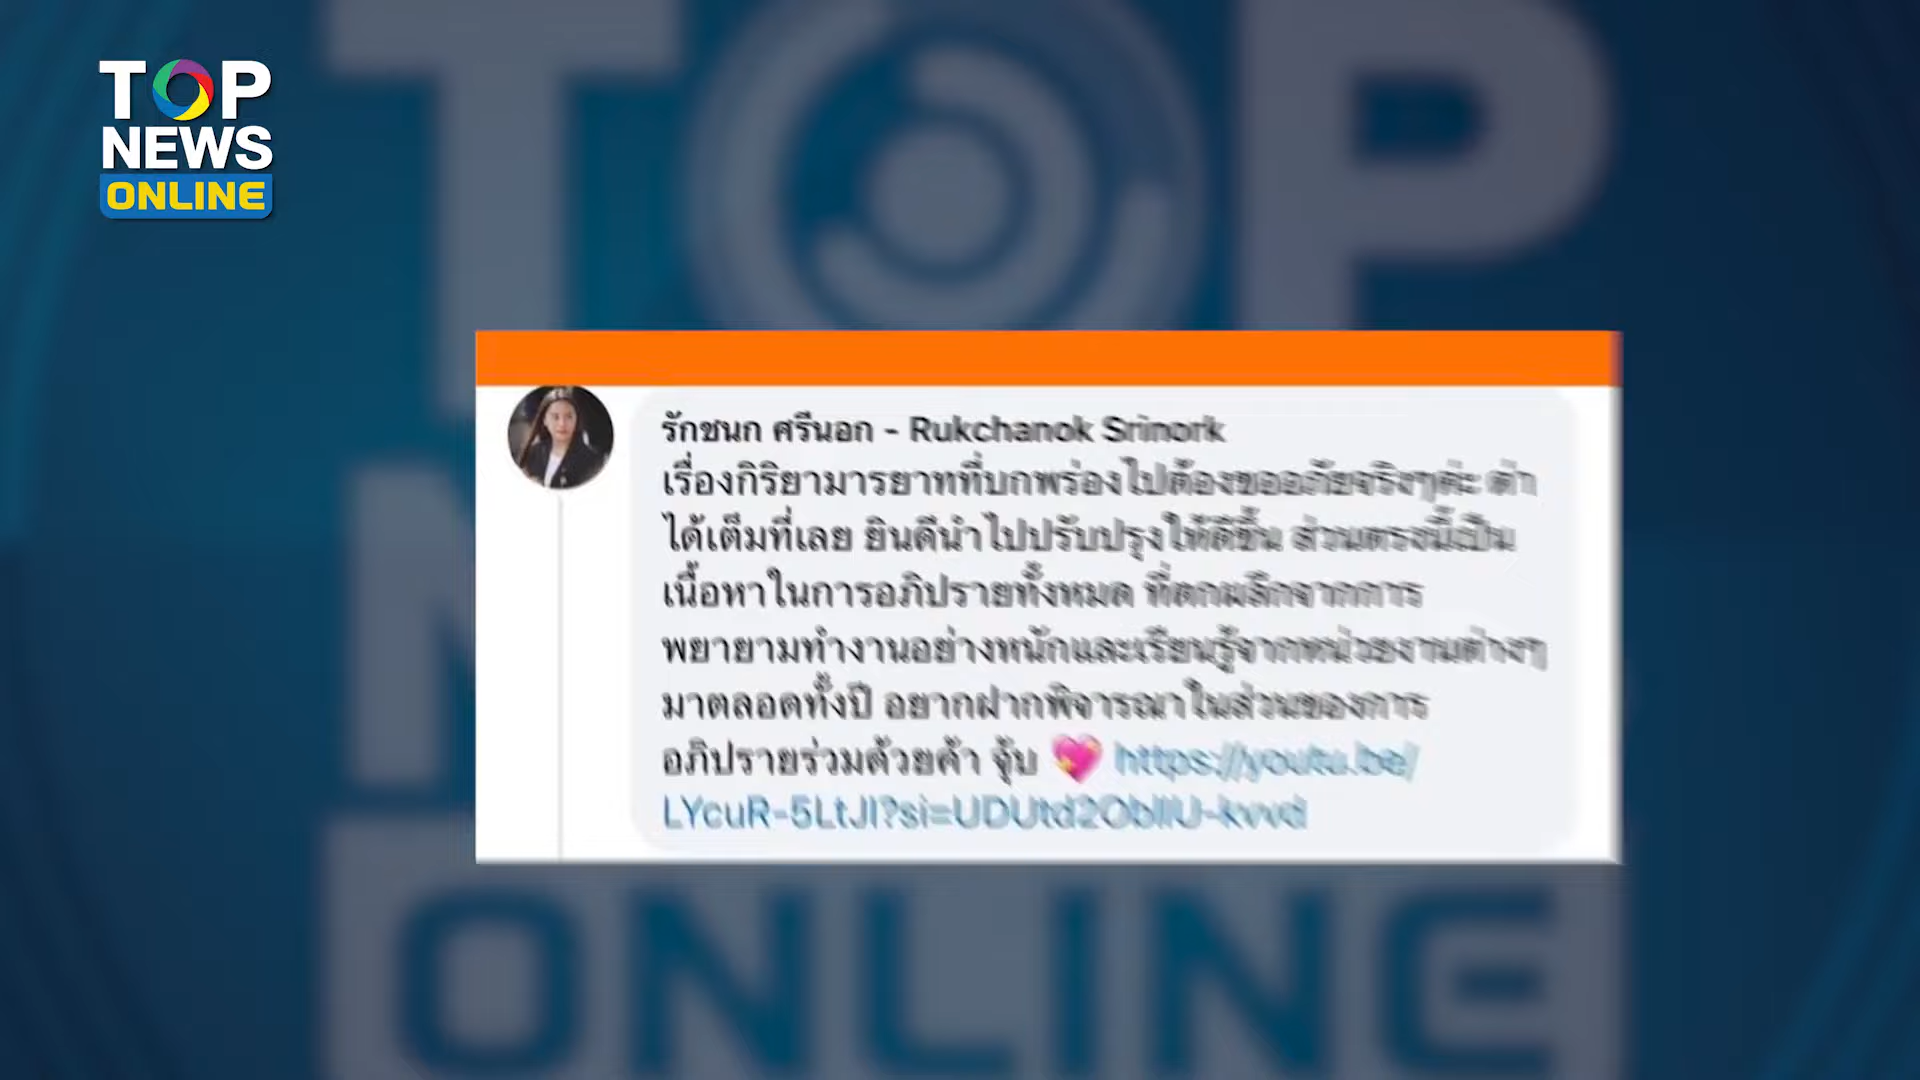 TOP
NEWS
ONLINE
TOP
N
ONLINE
รักชนก ศรีนอก - Rukchanok Srinork
เรื่องกิริยามารยาทที่บกพร่องไปต้องขออภัยจริงๆค่ะ ด่า
ได้เต็มที่เลย ยินดีนำไปปรับปรุงให้ดีขึ้น ส่วนตรงนี้เป็น
เนื้อหาในการอภิปรายทั้งหมด ที่ตกผลึกจากการ
พยายามทำงานอย่างหนักและเรียนรู้จากหน่วยงานต่างๆ
มาตลอดทั้งปี อยากฝากพิจารณาในส่วนของการ
อภิปรายร่วมด้วยค้า จุ้บ 💖 https://youtu.be/
LYcuR-5LtJI?si=UDUtd2ObIlU-kvvd